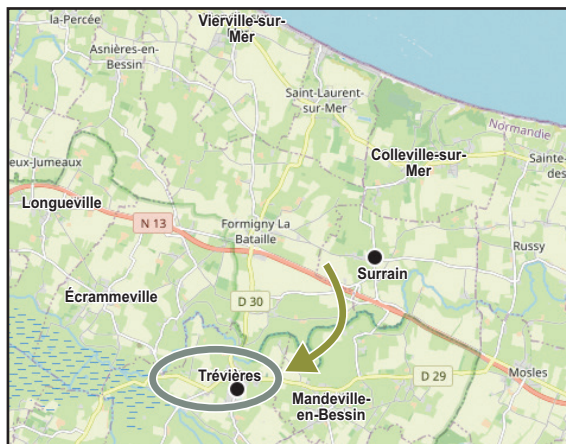 la-Percée
Vierville-sur-
Mer
Asnières-en-
Bessin
Saint-Laurent-
sur-Mer
Normandie
Colleville-sur-
Mer
Sainte-
des
eux-Jumeaux
Longueville
N 13
Formigny La
Bataille
Russy
Surrain
Écrammeville
D 30
Trévières
D 29
Mosles
Mandeville-
en-Bessin